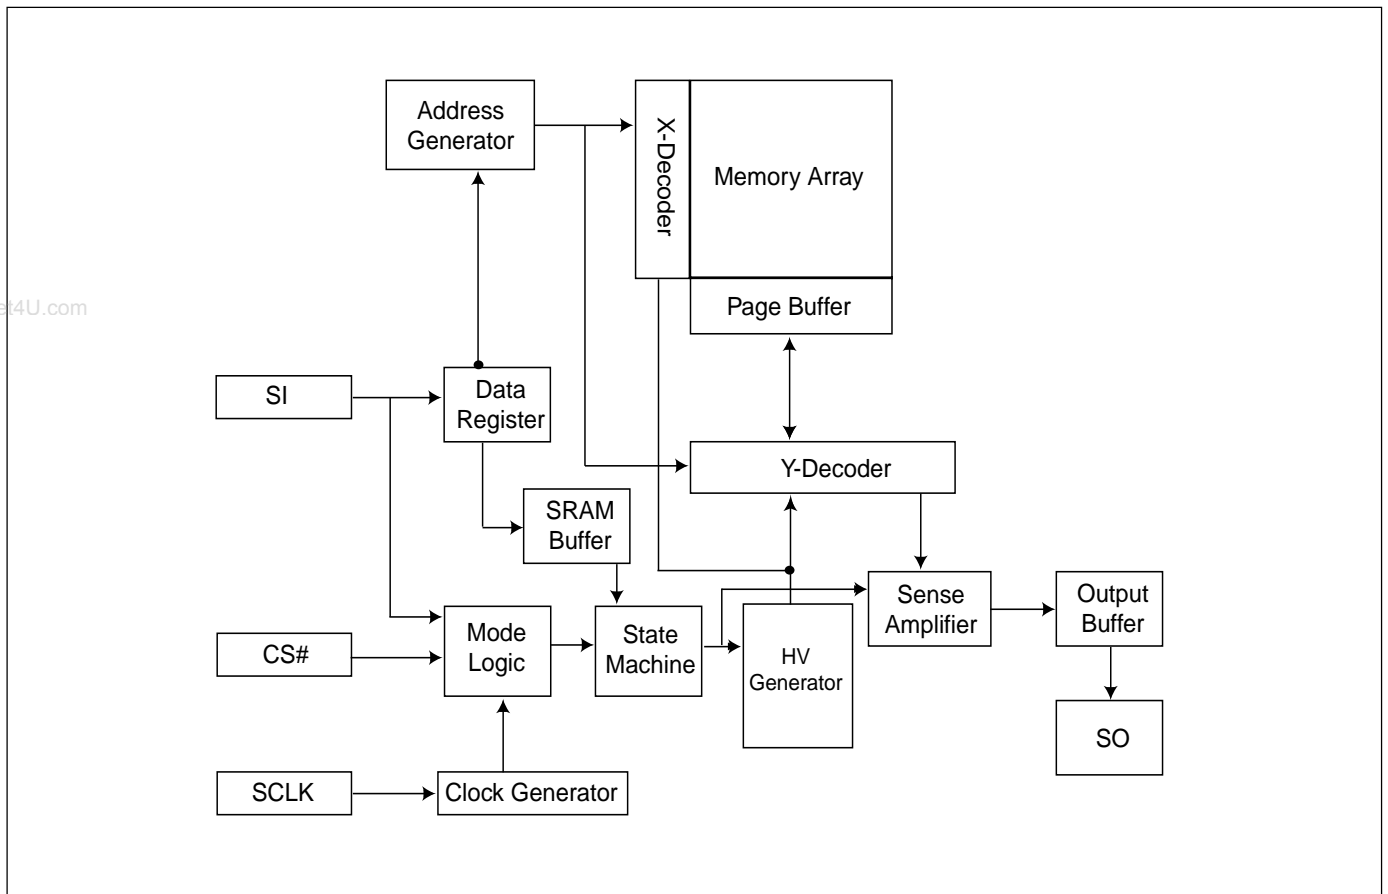 Address
Generator
X-Decoder
Memory Array
Page Buffer
et4U.com
SI
Data
Register
Y-Decoder
SRAM
Buffer
Sense
Amplifier
Output
Buffer
CS#
Mode
Logic
State
Machine
HV
Generator
SO
SCLK
Clock Generator